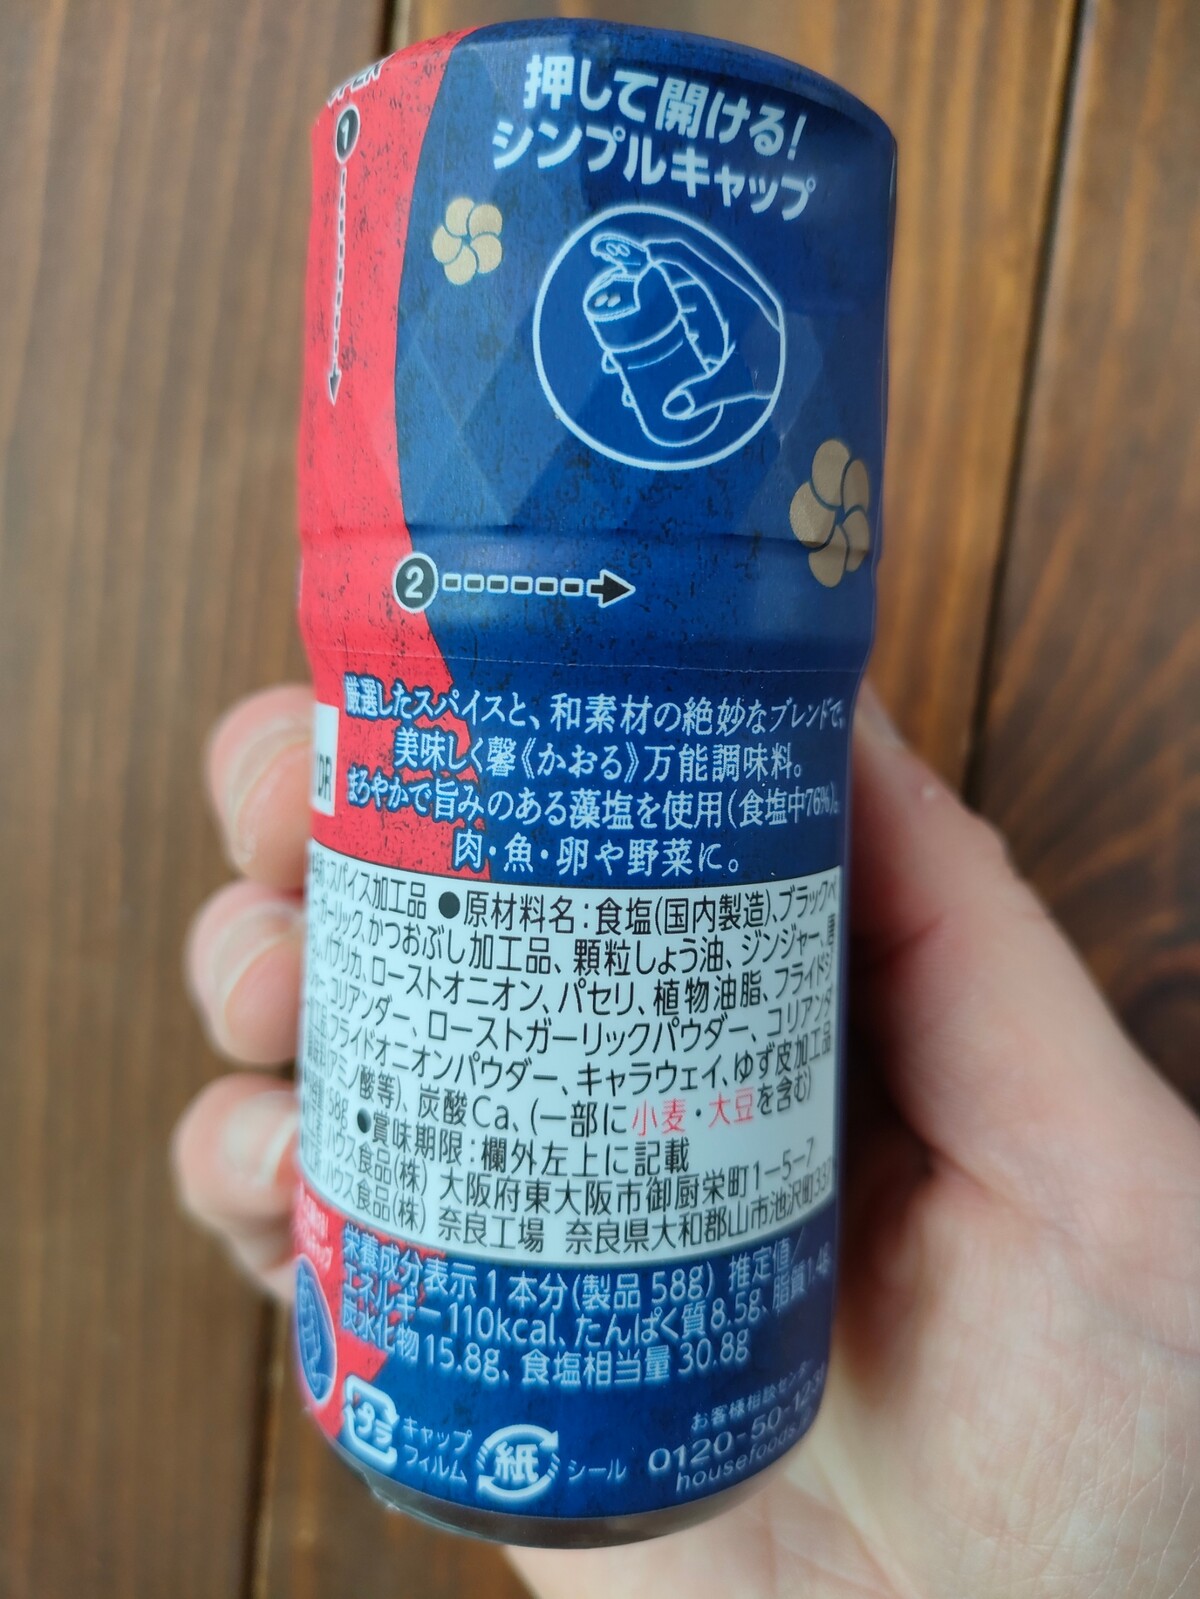 押して開ける!
シンプルキャップ
1
2
厳選したスパイスと、和素材の絶妙なブレンドで、
美味しく馨《かおる》万能調味料。
まろやかで旨みのある藻塩を使用(食塩中76%)。
肉・魚・卵や野菜に。
スパイス加工品 ●原材料名:食塩(国内製造)、ブラックペ
ガーリック、かつおぶし加工品、顆粒しょう油、ジンジャー、唐
パプリカ、ローストオニオン、パセリ、植物油脂、フライドジ
コリアンダー、ローストガーリックパウダー、コリアンダ
フライドオニオンパウダー、キャラウェイ、ゆず皮加工品
アミノ酸等)、炭酸Ca、(一部に小麦・大豆を含む)
58g ●賞味期限:欄外左上に記載
ハウス食品(株) 大阪府東大阪市御厨栄町1−5−7
ハウス食品(株) 奈良工場 奈良県大和郡山市池沢町
栄養成分表示 1本分(製品 58g) 推定値/
エネルギー 110kcal、たんぱく質 8.5g、脂質
炭水化物 15.8g、食塩相当量 30.8g
プラ
キャップ
フィルム
紙
シール
お客様相談センター
0120-50-123
housefoods